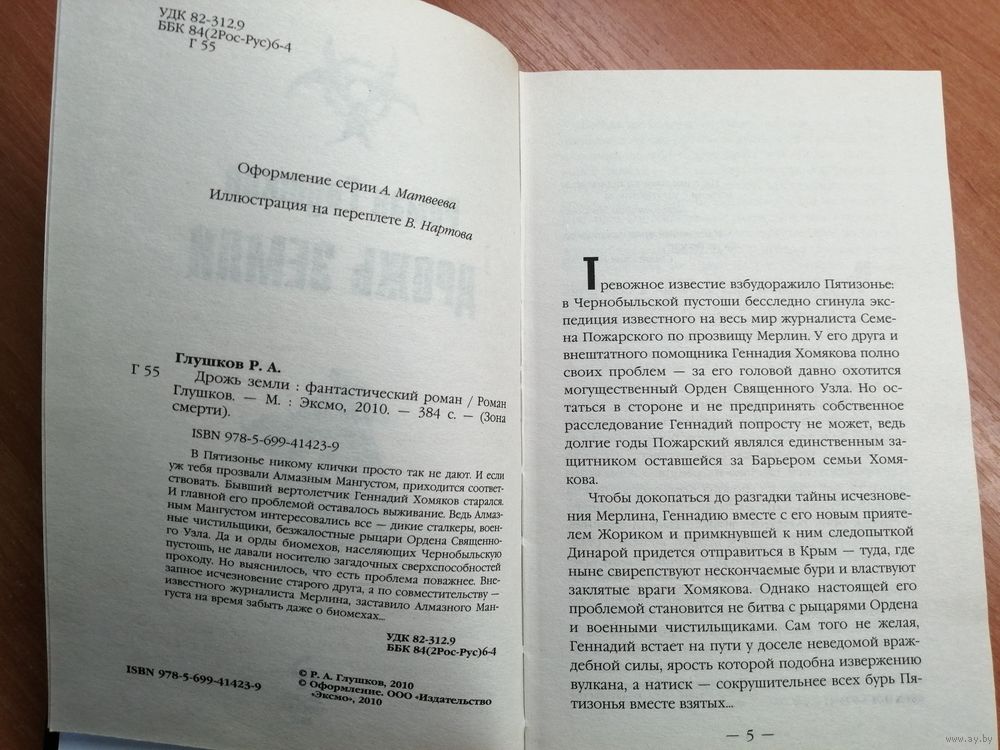 УДК 82-312.9
ББК 84(2Рос-Рус)6-4
Г 55
Оформление серии А. Матвеева
Иллюстрация на переплете В. Нартова
Глушков Р. А.
Г 55
Дрожь земли : фантастический роман / Роман
Глушков. — М. : Эксмо, 2010. — 384 с. — (Зона
смерти).
ISBN 978-5-699-41423-9
В Пятизонье никому клички просто так не дают. И если
уж тебя прозвали Алмазным Мангустом, приходится соответ-
ствовать. Бывший вертолетчик Геннадий Хомяков старался.
И главной его проблемой оставалось выживание. Ведь Алмаз-
ным Мангустом интересовались все — дикие сталкеры, воен-
ные чистильщики, безжалостные рыцари Ордена Священно-
го Узла. Да и орды биомехов, населяющих Чернобыльскую
пустошь, не давали носителю загадочных сверхспособностей
проходу. Но выяснилось, что есть проблема поважнее. Вне-
запное исчезновение старого друга, а по совместительству —
известного журналиста Мерлина, заставило Алмазного Ман-
густа на время забыть даже о биомехах...
УДК 82-312.9
ББК 84(2Рос-Рус)6-4
© Р. А. Глушков, 2010
© Оформление. ООО «Издательство
«Эксмо», 2010
ISBN 978-5-699-41423-9
Тревожное известие взбудоражило Пятизонье:
в Чернобыльской пустоши бесследно сгинула экс-
педиция известного на весь мир журналиста Семе-
на Пожарского по прозвищу Мерлин. У его друга и
внештатного помощника Геннадия Хомякова полно
своих проблем — за его головой давно охотится
могущественный Орден Священного Узла. Но ос-
таться в стороне и не предпринять собственное
расследование Геннадий попросту не может, ведь
долгие годы Пожарский являлся единственным за-
щитником оставшейся за Барьером семьи Хомя-
кова.
Чтобы докопаться до разгадки тайны исчезнове-
ния Мерлина, Геннадию вместе с его новым прияте-
лем Жориком и примкнувшей к ним следопыткой
Динарой придется отправиться в Крым — туда, где
ныне свирепствуют нескончаемые бури и властвуют
заклятые враги Хомякова. Однако настоящей его
проблемой становится не битва с рыцарями Ордена
и военными чистильщиками. Сам того не желая,
Геннадий встает на пути у доселе неведомой враж-
дебной силы, ярость которой подобна извержению
вулкана, а натиск — сокрушительнее всех бурь Пя-
тизонья вместе взятых...
— 5 —
www.ay.by